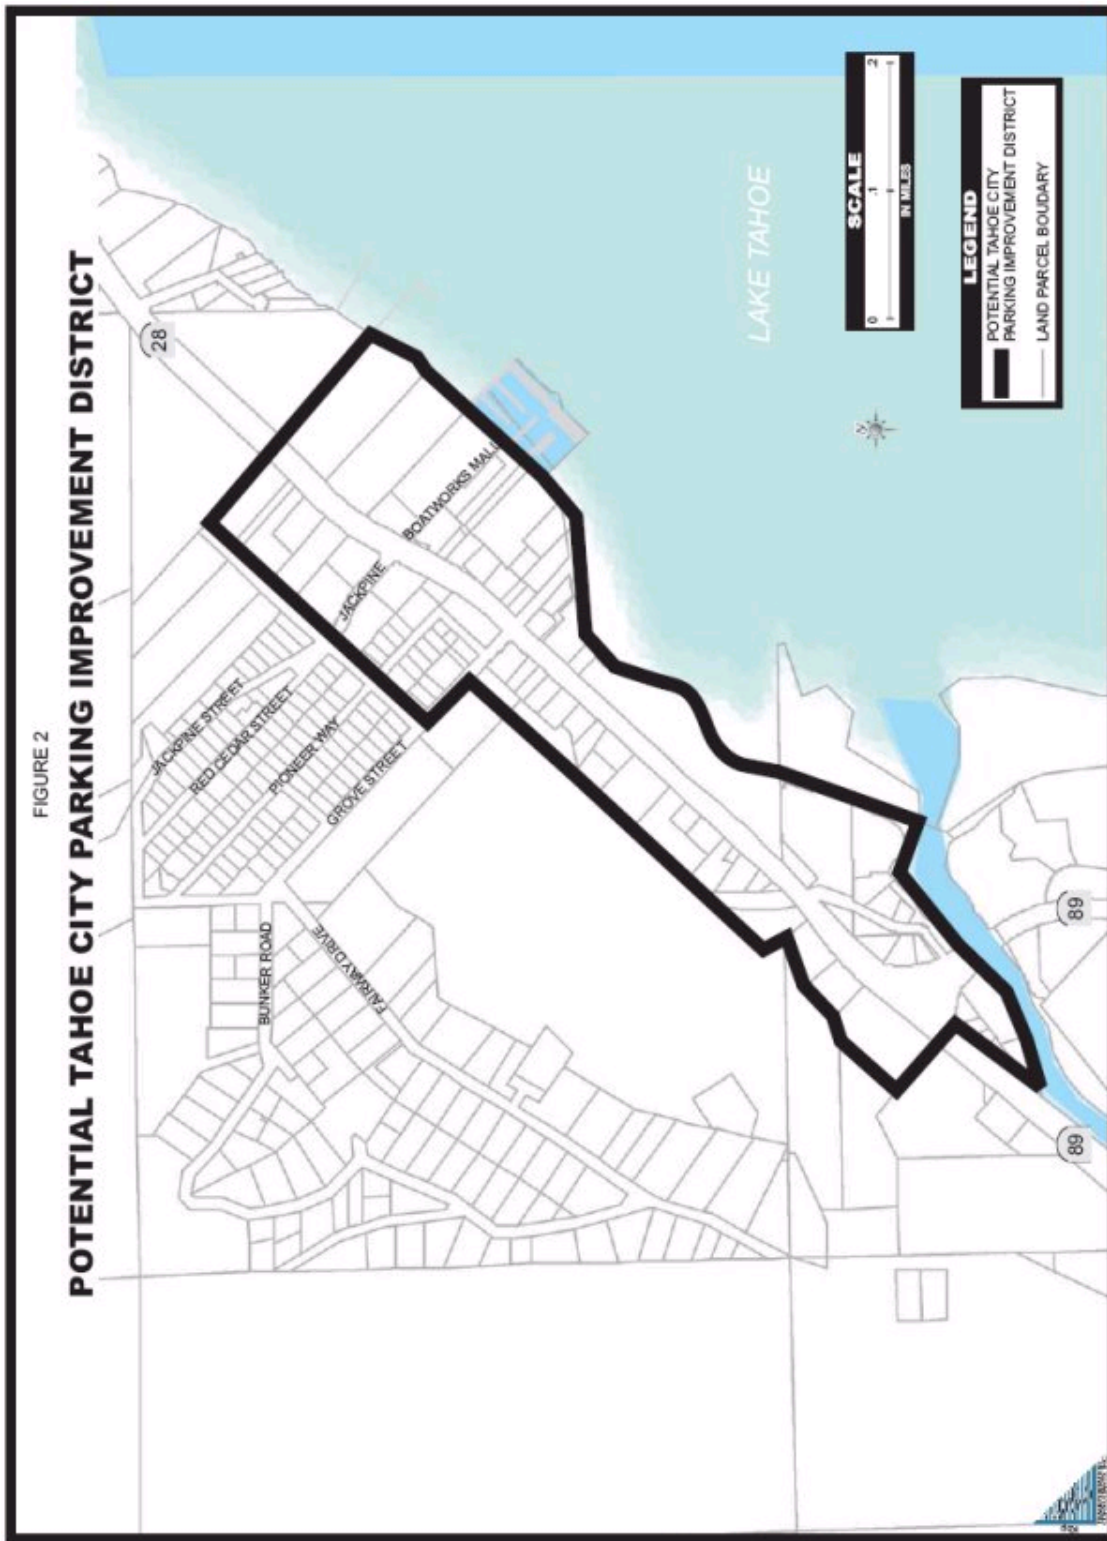 FIGURE 2
POTENTIAL TAHOE CITY PARKING IMPROVEMENT DISTRICT
28
JACKPINE STREET
RED CEDAR STREET
PIONEER WAY
GROVE STREET
JACKPINE
BOATWORKS MALL
BUNKER ROAD
FAIRWAY DRIVE
LAKE TAHOE
89
89
N
SCALE
0 .1 .2
IN MILES
LEGEND
POTENTIAL TAHOE CITY
PARKING IMPROVEMENT DISTRICT
LAND PARCEL BOUDARY